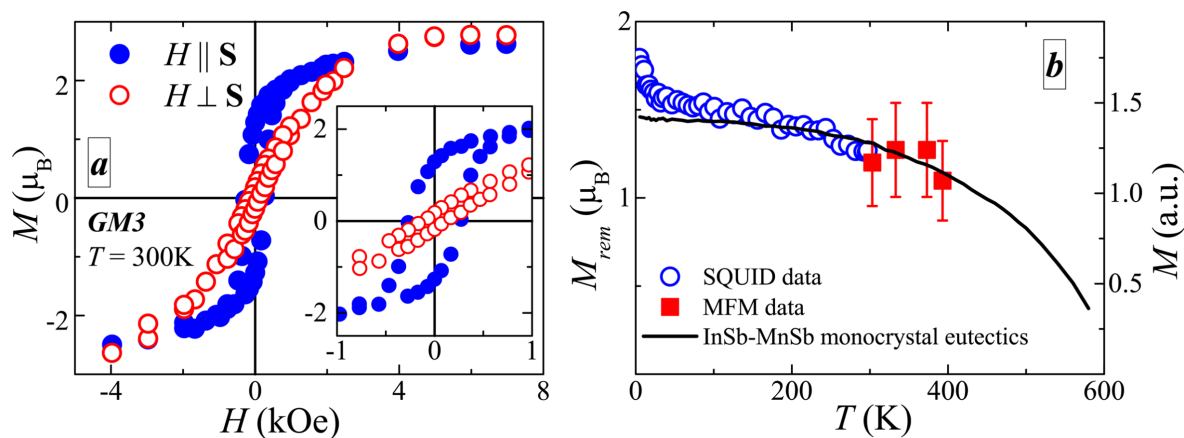 H || S
H ⊥ S
a
GM3
T = 300K
M (μB)
2
0
-2
-4
0
4
8
H (kOe)
2
0
-2
-1
0
1
b
Mrem (μB)
2
1
0
200
400
600
T (K)
M (a.u.)
1.5
1.0
0.5
SQUID data
MFM data
InSb-MnSb monocrystal eutectics